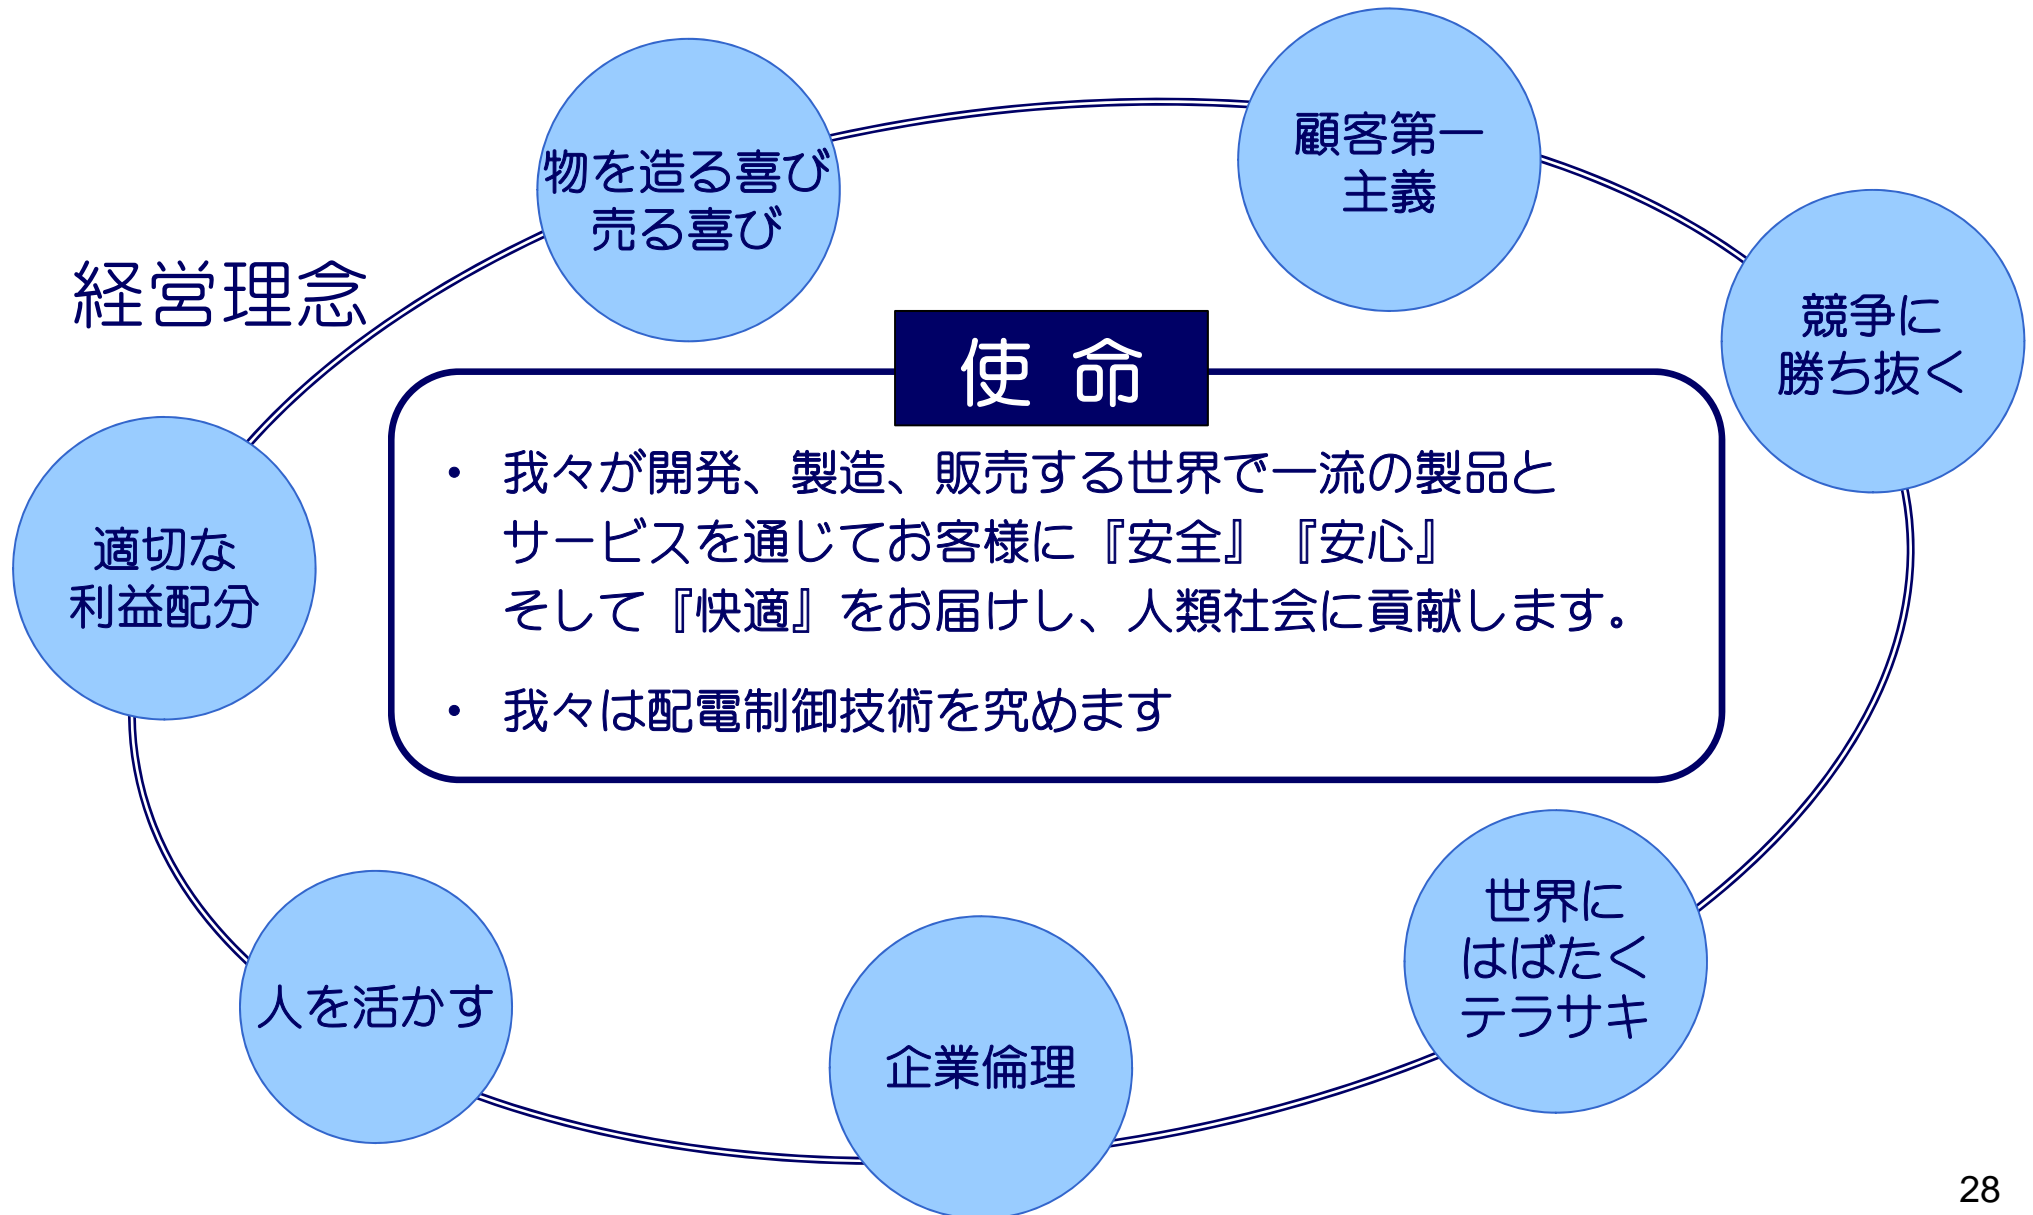 経営理念
物を造る喜び
売る喜び
顧客第一
主義
競争に
勝ち抜く
使 命
・ 我々が開発、製造、販売する世界で一流の製品と
サービスを通じてお客様に『安全』『安心』
そして『快適』をお届けし、人類社会に貢献します。
・ 我々は配電制御技術を究めます
適切な
利益配分
世界に
はばたく
テラサキ
人を活かす
企業倫理
28